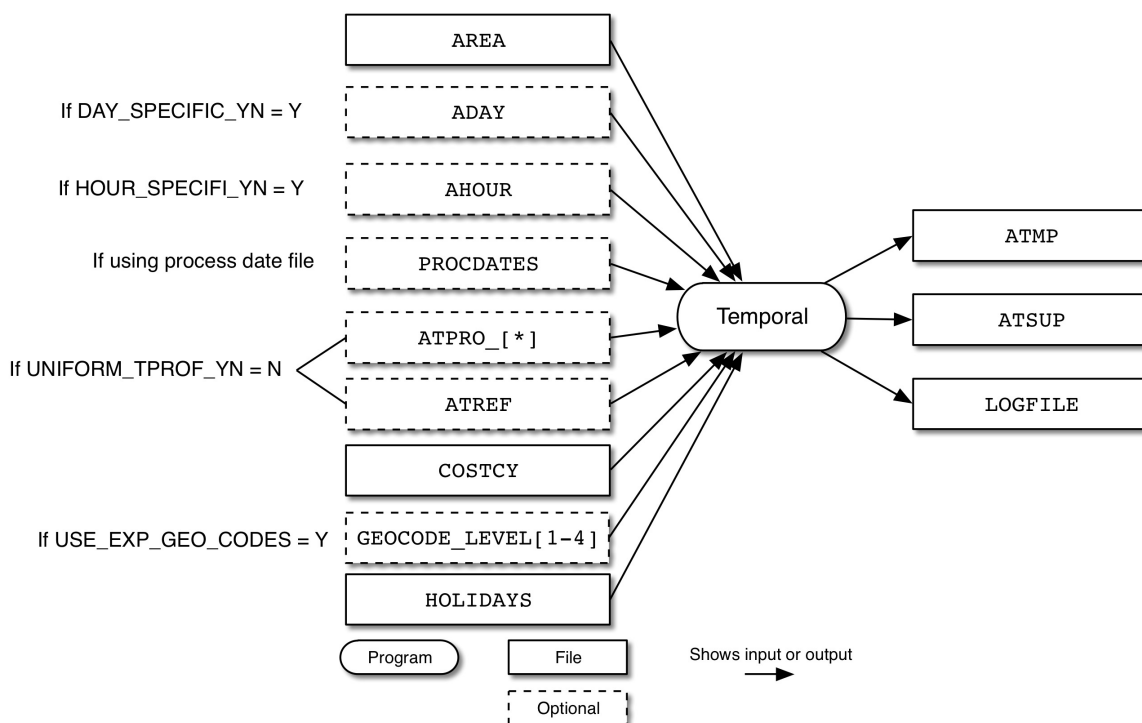 AREA
If DAY_SPECIFIC_YN = Y
ADAY
If HOUR_SPECIFI_YN = Y
AHOUR
If using process date file
PROCDATES
If UNIFORM_TPROF_YN = N
ATPRO_[*]
ATREF
COSTCY
If USE_EXP_GEO_CODES = Y
GEOCODE_LEVEL[1-4]
HOLIDAYS
Temporal
ATMP
ATSUP
LOGFILE
Program
File
Optional
Shows input or output